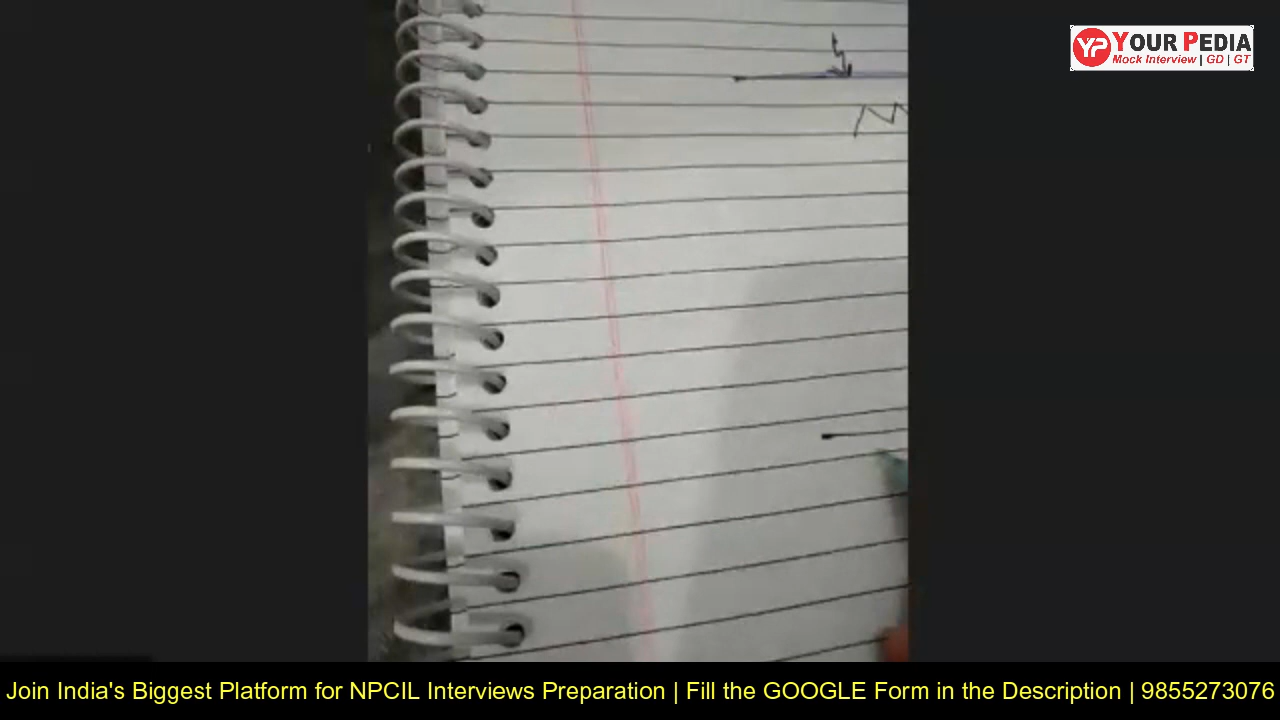 YP YOUR PEDIA
Mock Interview | GD | GT
Join India's Biggest Platform for NPCIL Interviews Preparation | Fill the GOOGLE Form in the Description | 9855273076